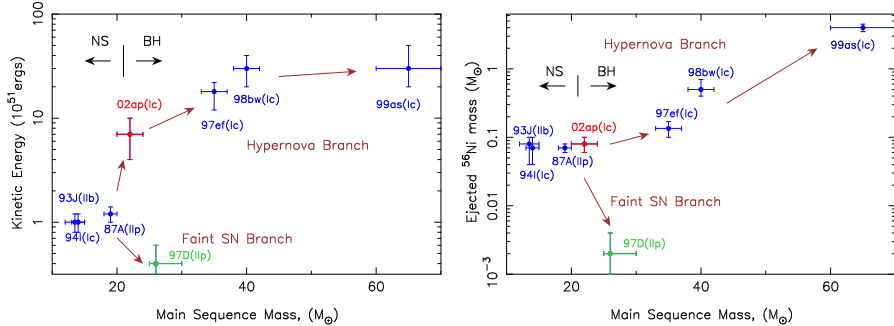 100
10
1
Kinetic Energy (10⁵¹ergs)
NS
BH
02ap(Ic)
97ef(Ic)
98bw(Ic)
99as(Ic)
Hypernova Branch
93J(IIb)
94I(Ic)
87A(IIp)
Faint SN Branch
97D(IIp)
20
40
60
Main Sequence Mass, (M⊙)
Ejected ⁵⁶Ni mass (M⊙)
1
0.1
0.01
10⁻³
Hypernova Branch
99as(Ic)
NS
BH
98bw(Ic)
97ef(Ic)
93J(IIb)
02ap(Ic)
94I(Ic)
87A(IIp)
Faint SN Branch
97D(IIp)
20
40
60
Main Sequence Mass, (M⊙)